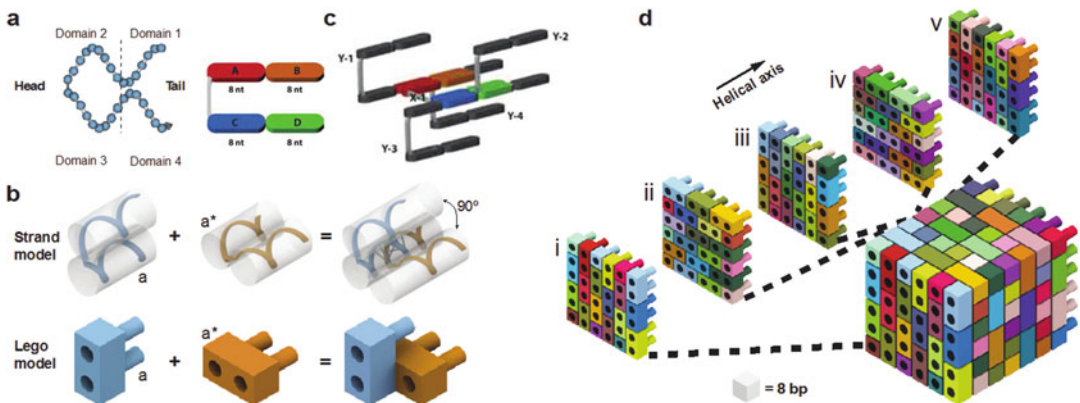 a
Domain 2
Domain 1
Head
Tail
Domain 3
Domain 4
A
B
8 nt
8 nt
C
D
8 nt
8 nt
b
Strand model
a
+
a*
=
90º
Lego model
a
+
a*
=
c
Y-1
Y-2
X-1
Y-4
Y-3
d
Helical axis
i
ii
iii
iv
v
= 8 bp